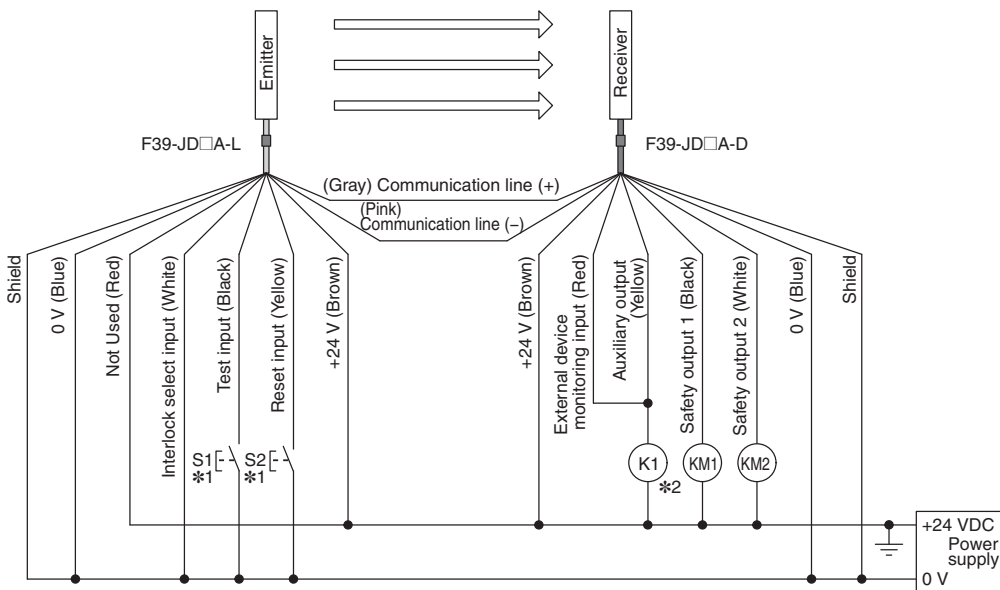 Emitter
Receiver
F39-JD□A-L
F39-JD□A-D
(Gray) Communication line (+)
(Pink)
Communication line (−)
Shield
0 V (Blue)
Not Used (Red)
Interlock select input (White)
Test input (Black)
Reset input (Yellow)
+24 V (Brown)
+24 V (Brown)
External device
monitoring input (Red)
Auxiliary output
(Yellow)
Safety output 1 (Black)
Safety output 2 (White)
0 V (Blue)
Shield
S1
*1
S2
*1
K1
*2
KM1
KM2
+24 VDC
Power
supply
0 V